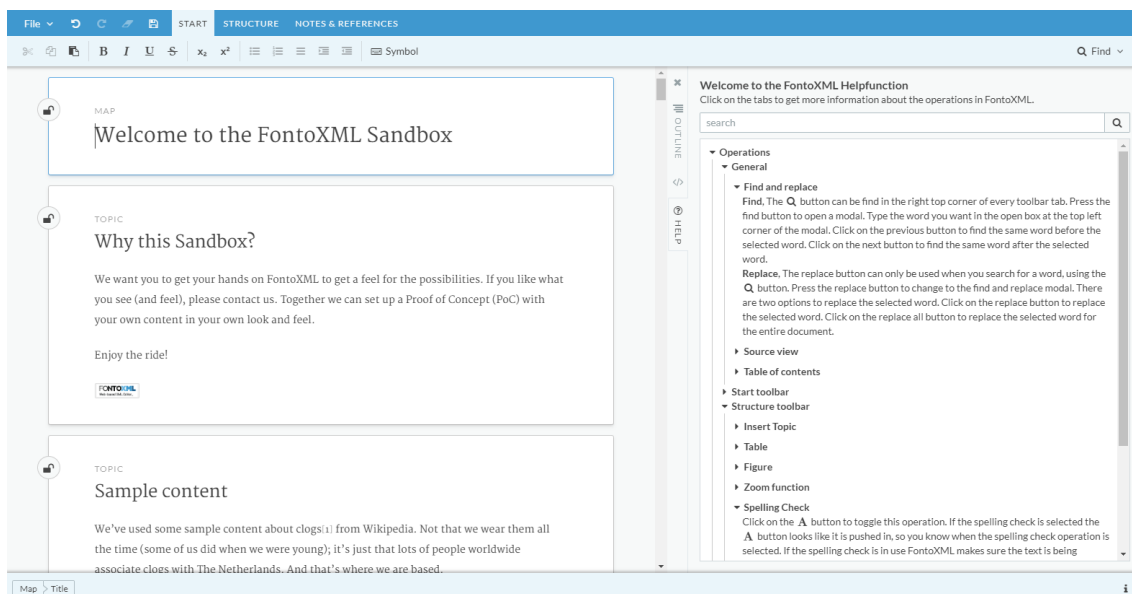 File
START STRUCTURE NOTES & REFERENCES
B I U S x₂ x² Symbol
Find
MAP
Welcome to the FontoXML Sandbox
TOPIC
Why this Sandbox?
We want you to get your hands on FontoXML to get a feel for the possibilities. If you like what
you see (and feel), please contact us. Together we can set up a Proof of Concept (PoC) with
your own content in your own look and feel.
Enjoy the ride!
FONTOXML
TOPIC
Sample content
We've used some sample content about clogs[1] from Wikipedia. Not that we wear them all
the time (some of us did when we were young); it's just that lots of people worldwide
associate clogs with The Netherlands. And that's where we are based.
OUTLINE
HELP
Welcome to the FontoXML Helpfunction
Click on the tabs to get more information about the operations in FontoXML.
search
Operations
General
Find and replace
Find, The button can be find in the right top corner of every toolbar tab. Press the
find button to open a modal. Type the word you want in the open box at the top left
corner of the modal. Click on the previous button to find the same word before the
selected word. Click on the next button to find the same word after the selected
word.
Replace, The replace button can only be used when you search for a word, using the
button. Press the replace button to change to the find and replace modal. There
are two options to replace the selected word. Click on the replace button to replace
the selected word. Click on the replace all button to replace the selected word for
the entire document.
Source view
Table of contents
Start toolbar
Structure toolbar
Insert Topic
Table
Figure
Zoom function
Spelling Check
Click on the A button to toggle this operation. If the spelling check is selected the
A button looks like it is pushed in, so you know when the spelling check operation is
selected. If the spelling check is in use FontoXML makes sure the text is being
Map Title